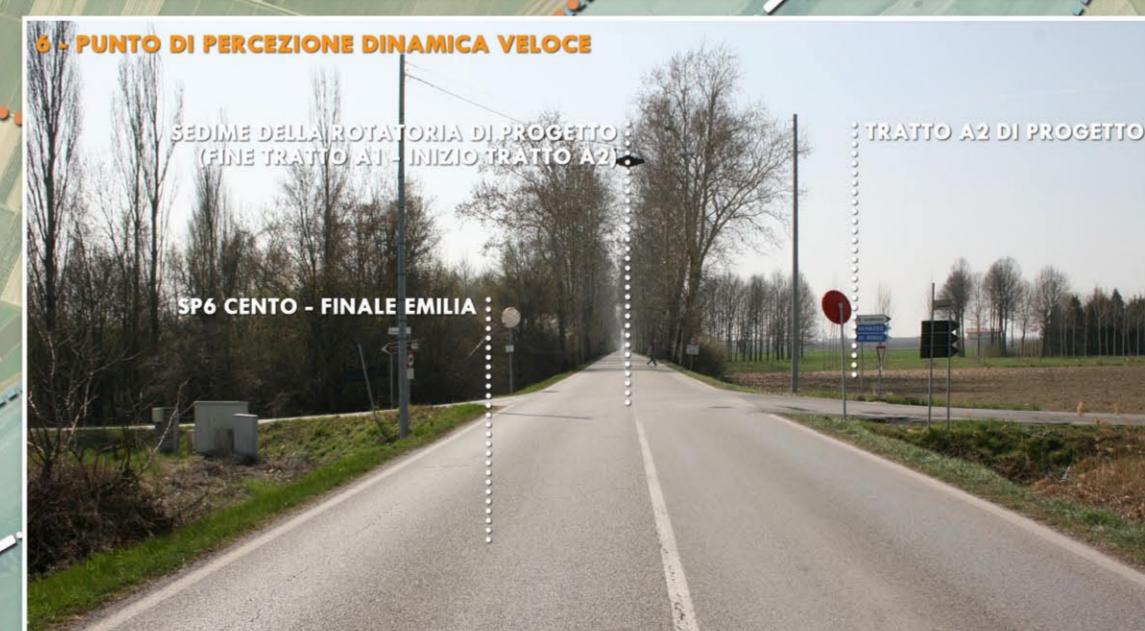 6 - PUNTO DI PERCEZIONE DINAMICA VELOCE
SEDIME DELLA ROTATORIA DI PROGETTO
(FINE TRATTO A1 - INIZIO TRATTO A2)
TRATTO A2 DI PROGETTO
SP6 CENTO - FINALE EMILIA